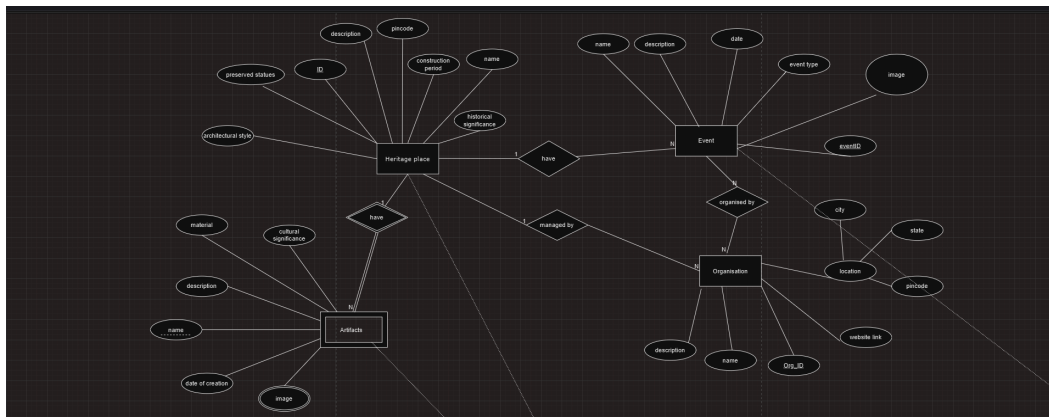 pincode
description
name
description
date
construction
period
name
event type
ID
preserved statues
image
historical
significance
architectural style
Event
eventID
N
1
have
Heritage place
1
N
have
organised by
city
cultural
significance
material
1
managed by
state
N
N
Organisation
location
description
pincode
N
name
Artifacts
website link
description
name
Org_ID
date of creation
image